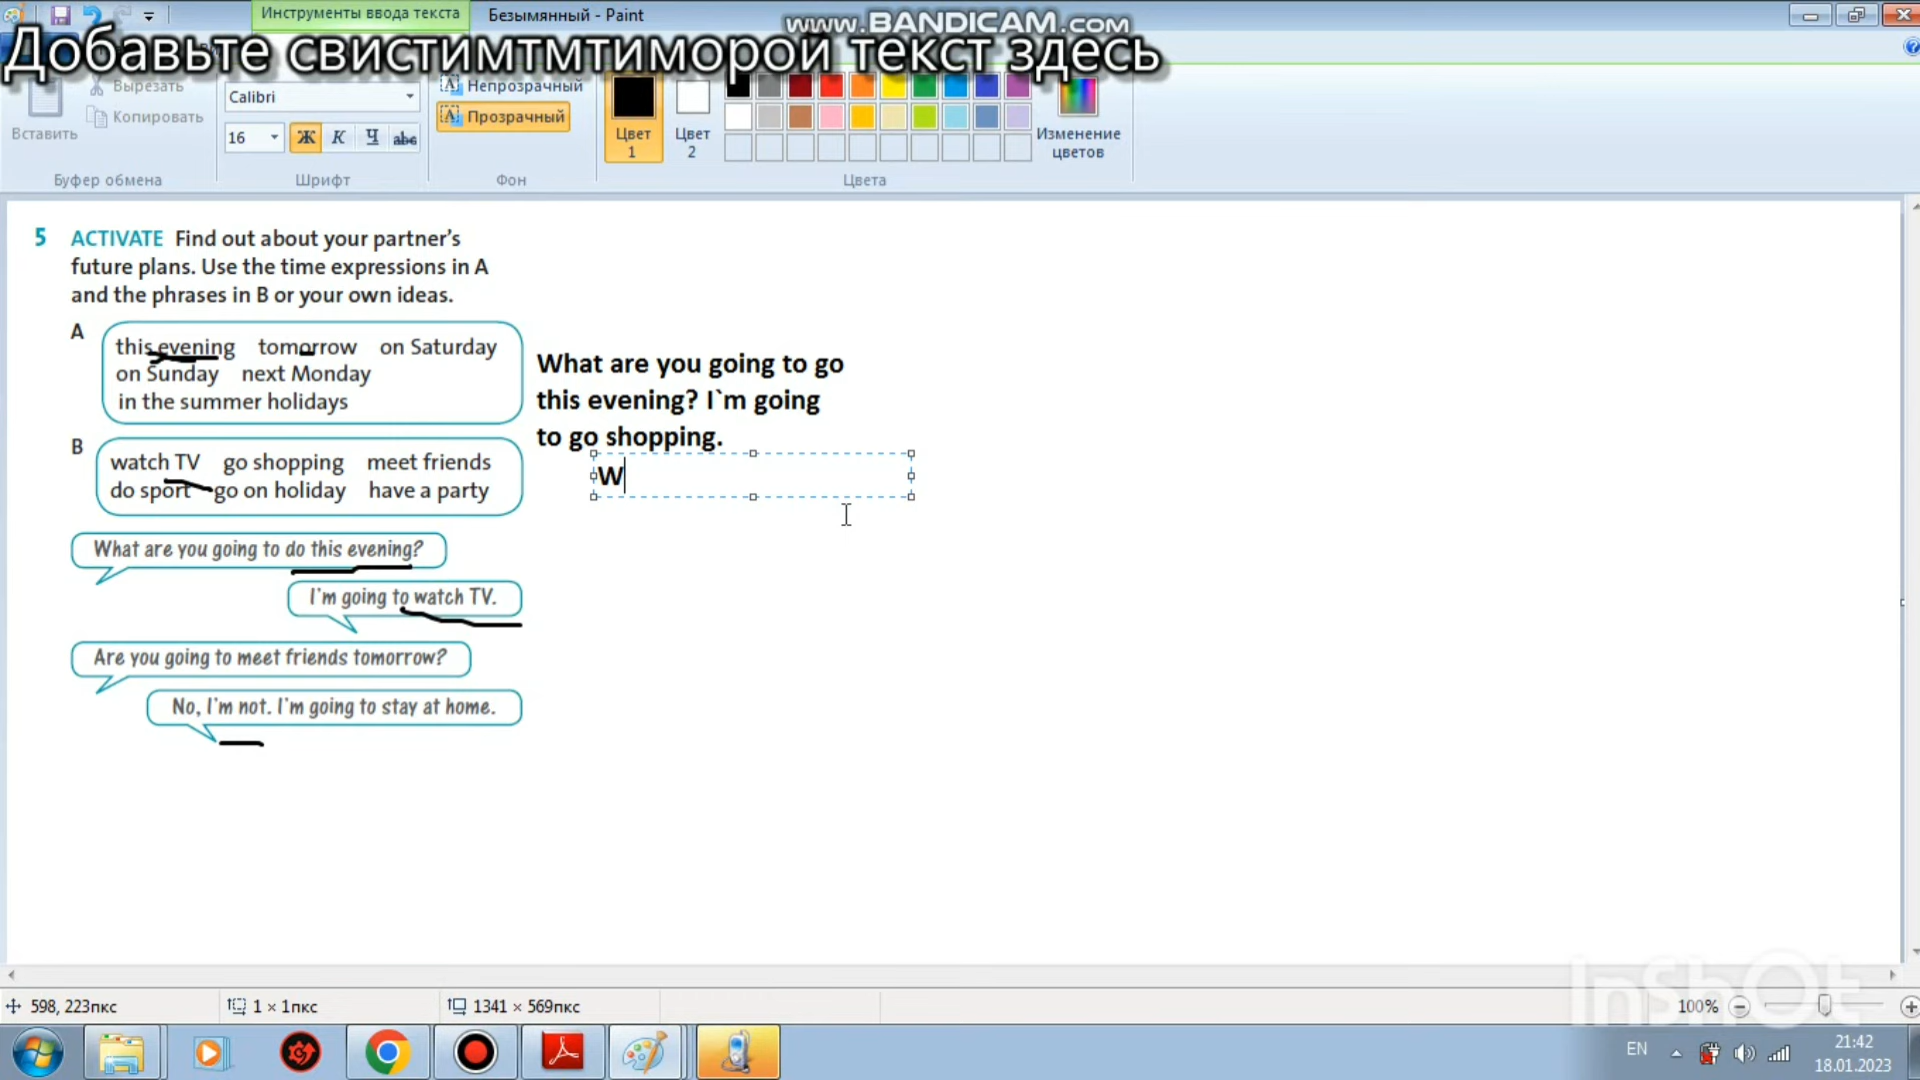 Инструменты ввода текста
Безымянный - Paint
www.BANDICAM.com
Добавьте свистимтмтиморой текст здесь
Вставить
Вырезать
Копировать
Буфер обмена
Calibri
16
Ж К Ч abc
Шрифт
Непрозрачный
Прозрачный
Фон
Цвет 1
Цвет 2
Изменение цветов
Цвета
5 ACTIVATE Find out about your partner's
future plans. Use the time expressions in A
and the phrases in B or your own ideas.
A
this evening tomorrow on Saturday
on Sunday next Monday
in the summer holidays
B
watch TV go shopping meet friends
do sport go on holiday have a party
What are you going to do this evening?
I'm going to watch TV.
Are you going to meet friends tomorrow?
No, I'm not. I'm going to stay at home.
What are you going to go
this evening? I`m going
to go shopping.
W
InShOt
598, 223пкс
1 × 1пкс
1341 × 569пкс
100%
EN
21:42
18.01.2023